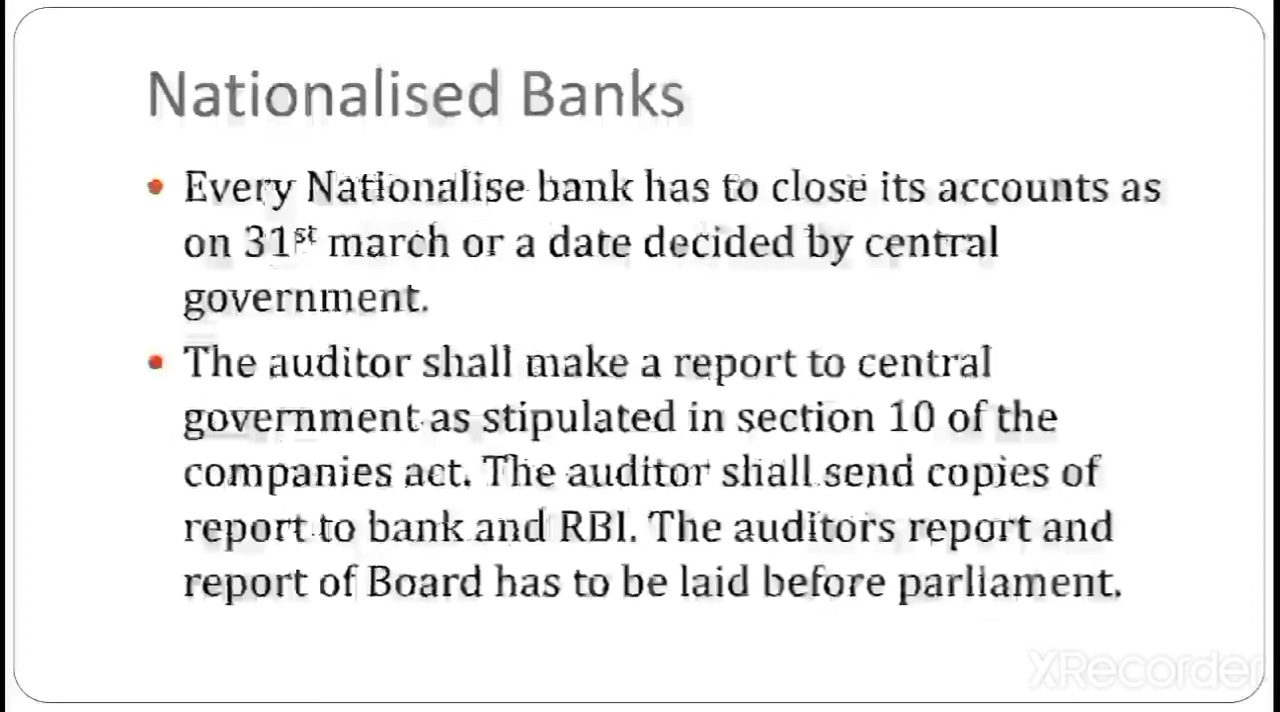 Nationalised Banks
• Every Nationalise bank has to close its accounts as
on 31st march or a date decided by central
government.
• The auditor shall make a report to central
government as stipulated in section 10 of the
companies act. The auditor shall send copies of
report to bank and RBI. The auditors report and
report of Board has to be laid before parliament.
XRecorder